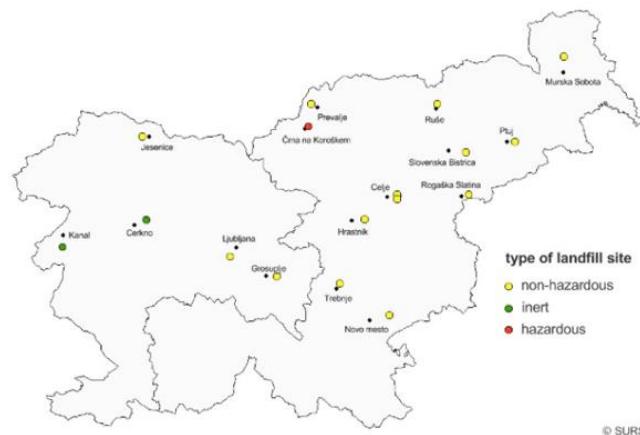 Murska Sobota
Prevalje
Ruše
Črna na Koroškem
Ptuj
Jesenice
Slovenska Bistrica
Celje
Rogaška Slatina
Kanal
Cerkno
Ljubljana
Hrastnik
Grosuplje
Trebnje
Novo mesto
type of landfill site
non-hazardous
inert
hazardous